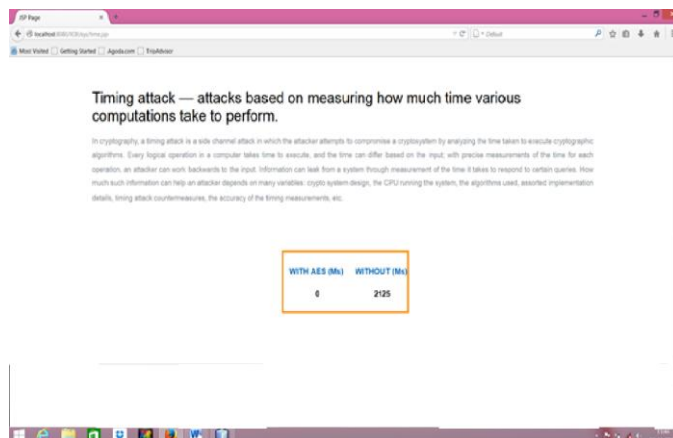 JSP Page
localhost
Default
Most Visited Getting Started Agoda.com TripAdvisor
Timing attack — attacks based on measuring how much time various
computations take to perform.
In cryptography, a timing attack is a side channel attack in which the attacker attempts to compromise a cryptosystem by analyzing the time taken to execute cryptographic
algorithms. Every logical operation in a computer takes time to execute, and the time can differ based on the input; with precise measurements of the time for each
operation, an attacker can work backwards to the input. Information can leak from a system through measurement of the time it takes to respond to certain queries. How
much such information can help an attacker depends on many variables: crypto system design, the CPU running the system, the algorithms used, assorted implementation
details, timing attack countermeasures, the accuracy of the timing measurements, etc.
WITH AES (Ms) WITHOUT (Ms)
0 2125